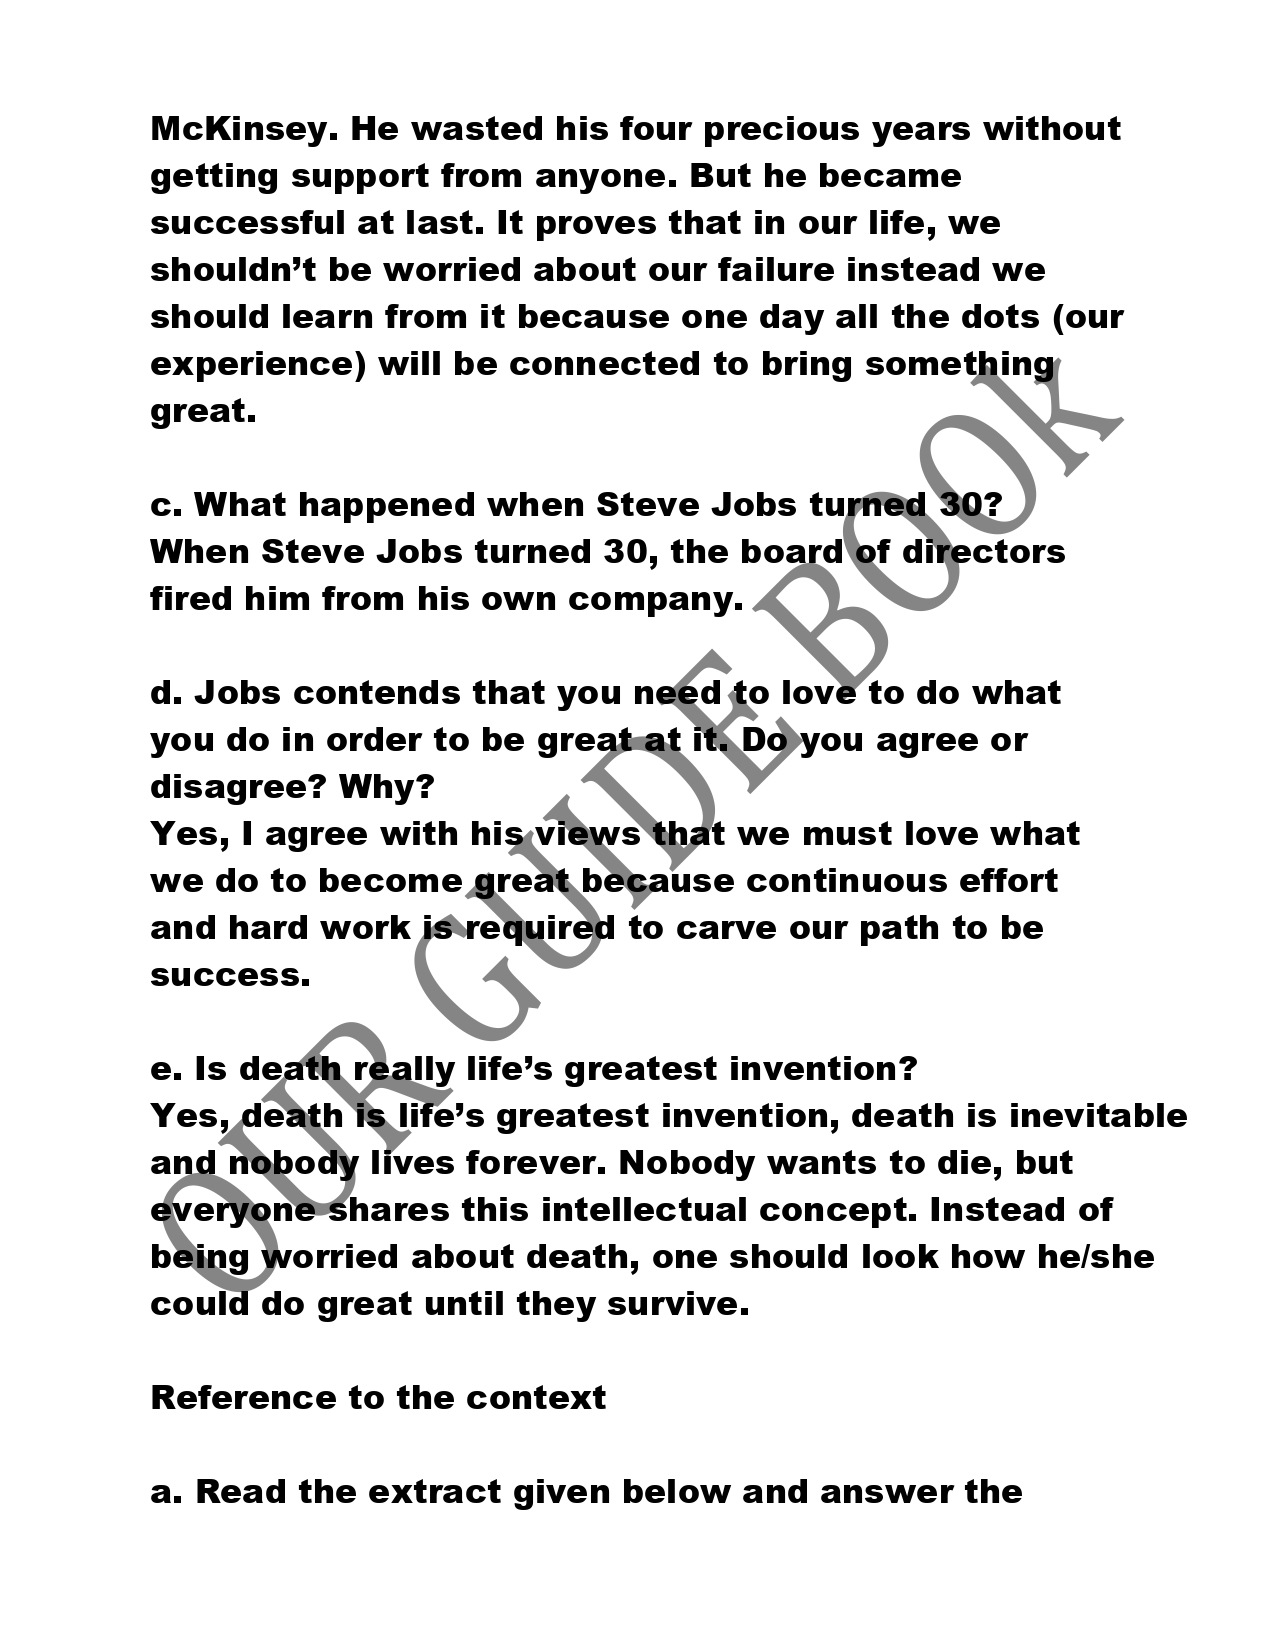 McKinsey. He wasted his four precious years without
getting support from anyone. But he became
successful at last. It proves that in our life, we
shouldn’t be worried about our failure instead we
should learn from it because one day all the dots (our
experience) will be connected to bring something
great.
c. What happened when Steve Jobs turned 30?
When Steve Jobs turned 30, the board of directors
fired him from his own company.
d. Jobs contends that you need to love to do what
you do in order to be great at it. Do you agree or
disagree? Why?
Yes, I agree with his views that we must love what
we do to become great because continuous effort
and hard work is required to carve our path to be
success.
e. Is death really life’s greatest invention?
Yes, death is life’s greatest invention, death is inevitable
and nobody lives forever. Nobody wants to die, but
everyone shares this intellectual concept. Instead of
being worried about death, one should look how he/she
could do great until they survive.
Reference to the context
a. Read the extract given below and answer the
OUR GUIDE BOOk